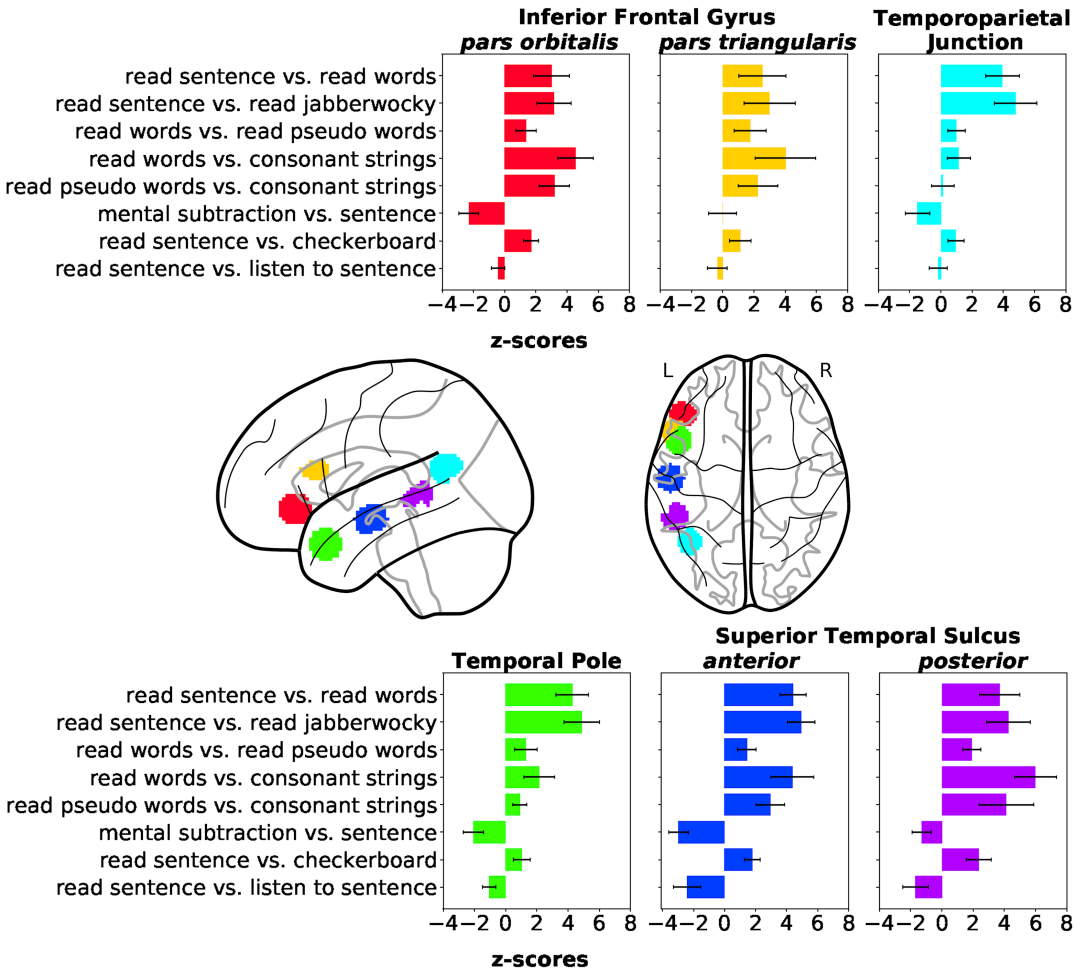 Inferior Frontal Gyrus
Temporoparietal
pars orbitalis
pars triangularis
Junction
read sentence vs. read words
read sentence vs. read jabberwocky
read words vs. read pseudo words
read words vs. consonant strings
read pseudo words vs. consonant strings
mental subtraction vs. sentence
read sentence vs. checkerboard
read sentence vs. listen to sentence
−4 −2 0 2 4 6 8
−4 −2 0 2 4 6 8
−4 −2 0 2 4 6 8
z-scores
L R
Superior Temporal Sulcus
Temporal Pole
anterior
posterior
read sentence vs. read words
read sentence vs. read jabberwocky
read words vs. read pseudo words
read words vs. consonant strings
read pseudo words vs. consonant strings
mental subtraction vs. sentence
read sentence vs. checkerboard
read sentence vs. listen to sentence
−4 −2 0 2 4 6 8
−4 −2 0 2 4 6 8
−4 −2 0 2 4 6 8
z-scores